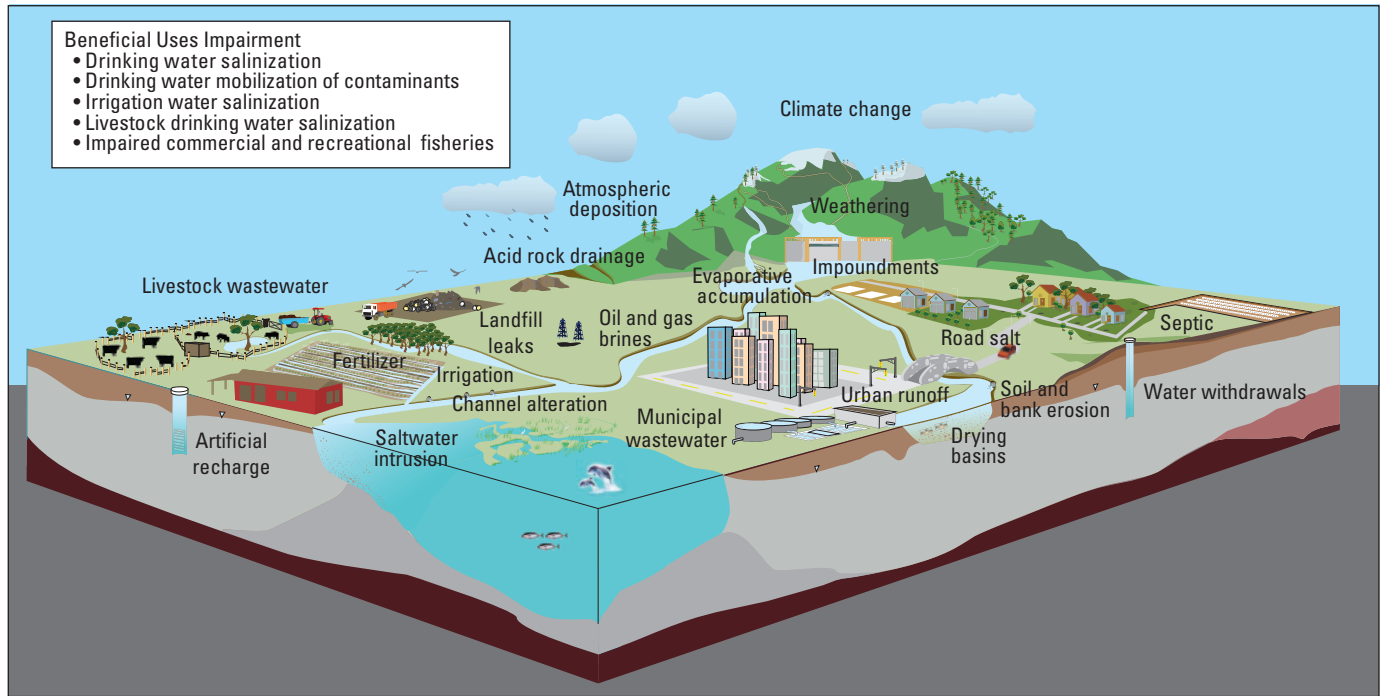 Beneficial Uses Impairment
• Drinking water salinization
• Drinking water mobilization of contaminants
• Irrigation water salinization
• Livestock drinking water salinization
• Impaired commercial and recreational fisheries
Climate change
Atmospheric
deposition
Weathering
Acid rock drainage
Impoundments
Evaporative
accumulation
Livestock wastewater
Landfill
leaks
Oil and gas
brines
Septic
Road salt
Fertilizer
Irrigation
Channel alteration
Urban runoff
Soil and
bank erosion
Water withdrawals
Municipal
wastewater
Drying
basins
Artificial
recharge
Saltwater
intrusion